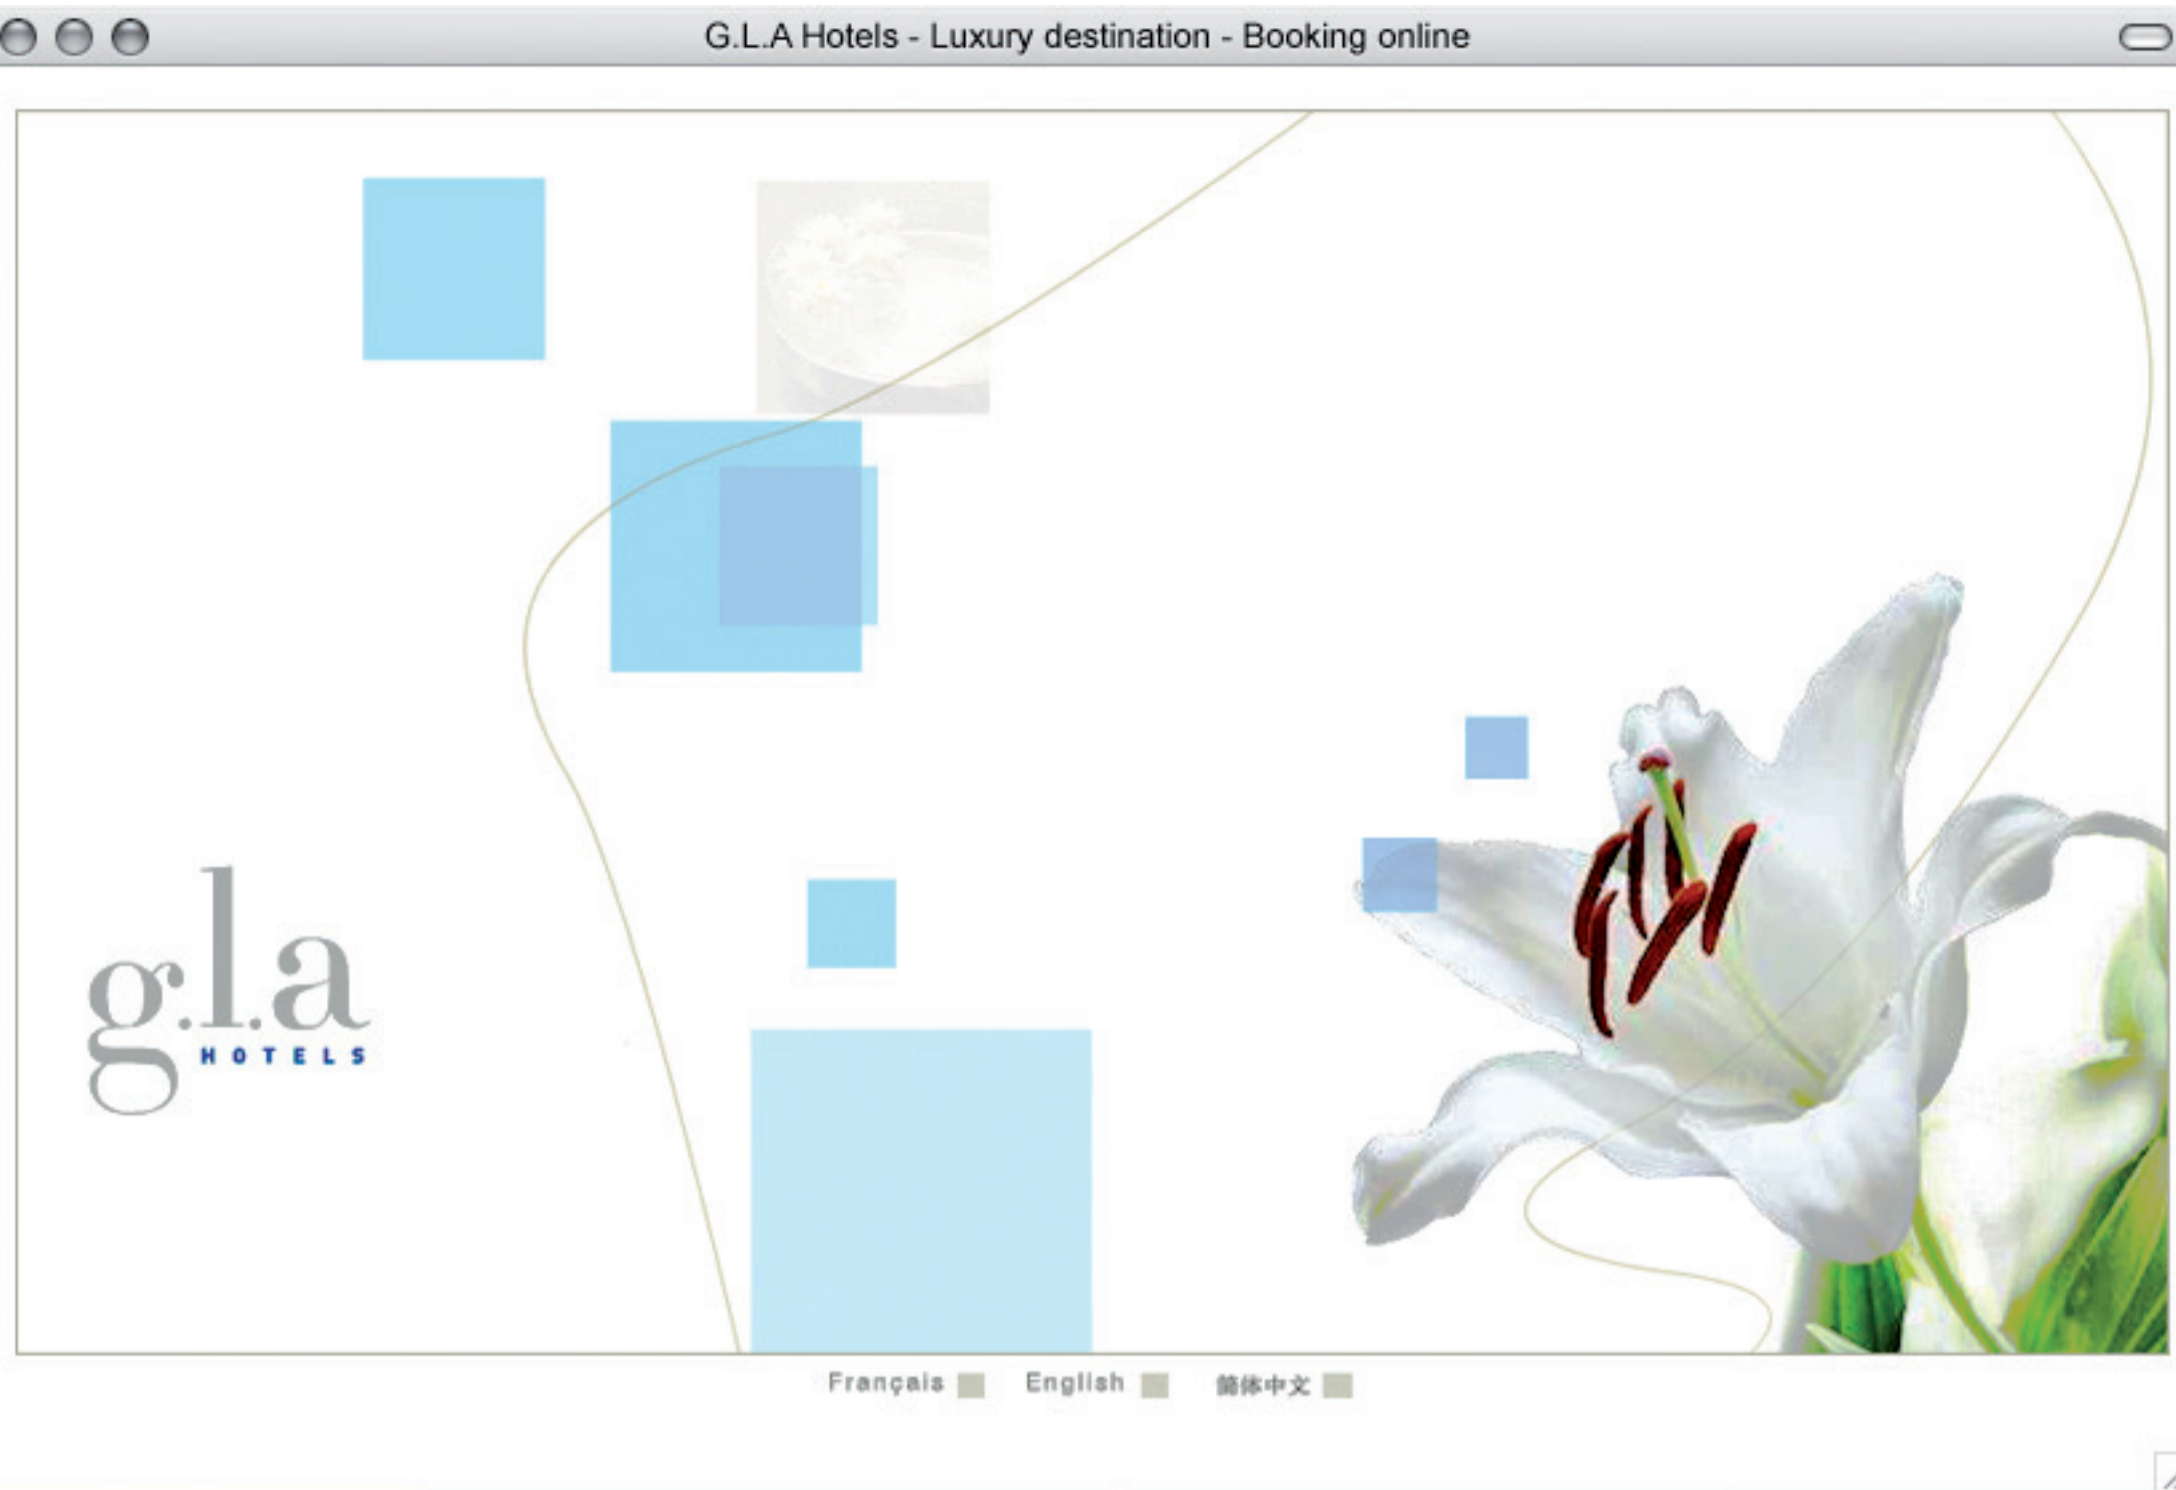 G.L.A Hotels - Luxury destination - Booking online
g.l.a
HOTELS
Français English 简体中文